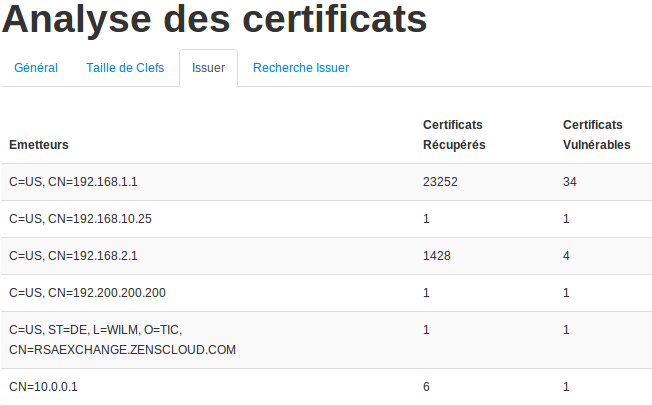 Analyse des certificats
Général Taille de Clefs Issuer Recherche Issuer
Certificats Certificats
Emetteurs Récupérés Vulnérables
C=US, CN=192.168.1.1 23252 34
C=US, CN=192.168.10.25 1 1
C=US, CN=192.168.2.1 1428 4
C=US, CN=192.200.200.200 1 1
C=US, ST=DE, L=WILM, O=TIC, 1 1
CN=RSAEXCHANGE.ZENSCLOUD.COM
CN=10.0.0.1 6 1